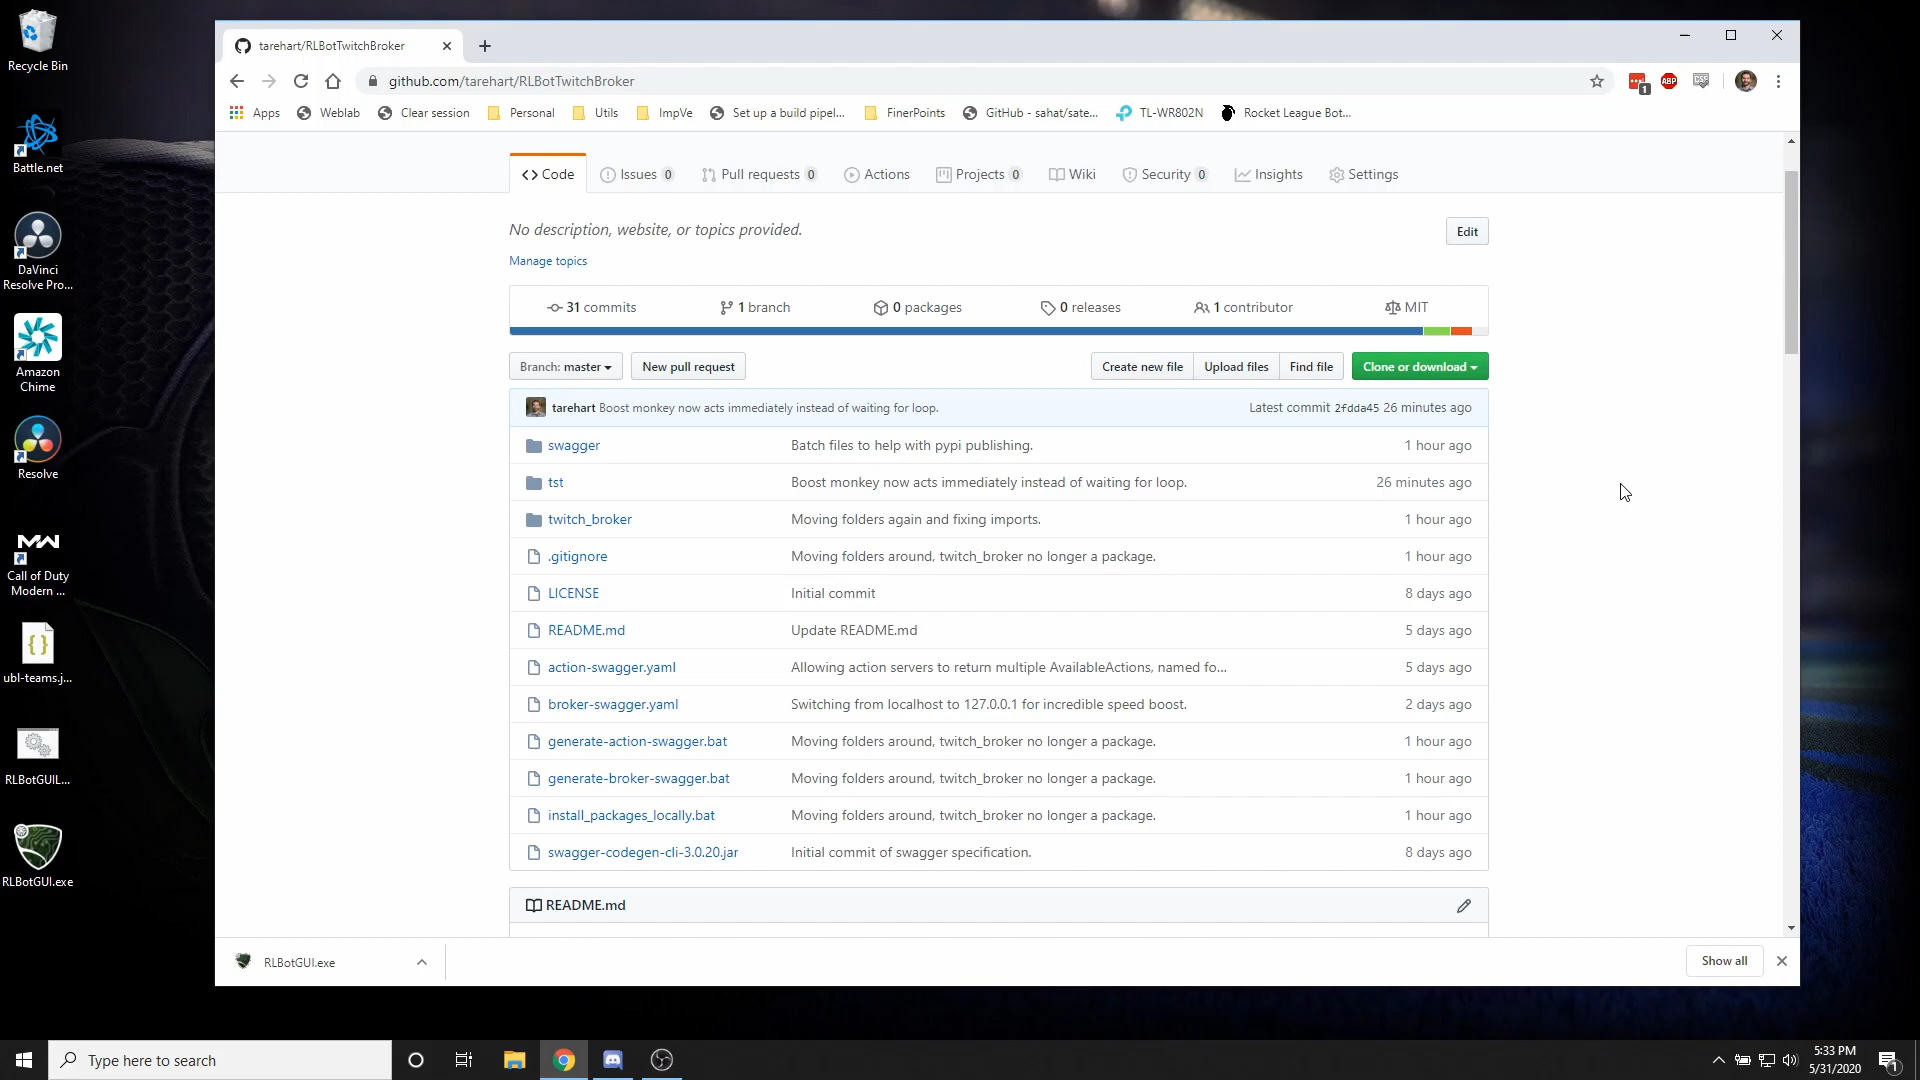 Recycle Bin
Battle.net
DaVinci
Resolve Pro...
Amazon
Chime
Resolve
Call of Duty
Modern ...
ubl-teams.j...
RLBotGUIL...
RLBotGUI.exe
tarehart/RLBotTwitchBroker
github.com/tarehart/RLBotTwitchBroker
1
ABP
CSS
Apps Weblab Clear session Personal Utils ImpVe Set up a build pipel... FinerPoints GitHub - sahat/sate... TL-WR802N Rocket League Bot...
Code Issues 0 Pull requests 0 Actions Projects 0 Wiki Security 0 Insights Settings
No description, website, or topics provided.
Edit
Manage topics
31 commits 1 branch 0 packages 0 releases 1 contributor MIT
Branch: master New pull request Create new file Upload files Find file Clone or download
tarehart Boost monkey now acts immediately instead of waiting for loop. Latest commit 2fdda45 26 minutes ago
swagger Batch files to help with pypi publishing. 1 hour ago
tst Boost monkey now acts immediately instead of waiting for loop. 26 minutes ago
twitch_broker Moving folders again and fixing imports. 1 hour ago
.gitignore Moving folders around, twitch_broker no longer a package. 1 hour ago
LICENSE Initial commit 8 days ago
README.md Update README.md 5 days ago
action-swagger.yaml Allowing action servers to return multiple AvailableActions, named fo... 5 days ago
broker-swagger.yaml Switching from localhost to 127.0.0.1 for incredible speed boost. 2 days ago
generate-action-swagger.bat Moving folders around, twitch_broker no longer a package. 1 hour ago
generate-broker-swagger.bat Moving folders around, twitch_broker no longer a package. 1 hour ago
install_packages_locally.bat Moving folders around, twitch_broker no longer a package. 1 hour ago
swagger-codegen-cli-3.0.20.jar Initial commit of swagger specification. 8 days ago
README.md
RLBotGUI.exe
Show all
Type here to search
5:33 PM
5/31/2020
1